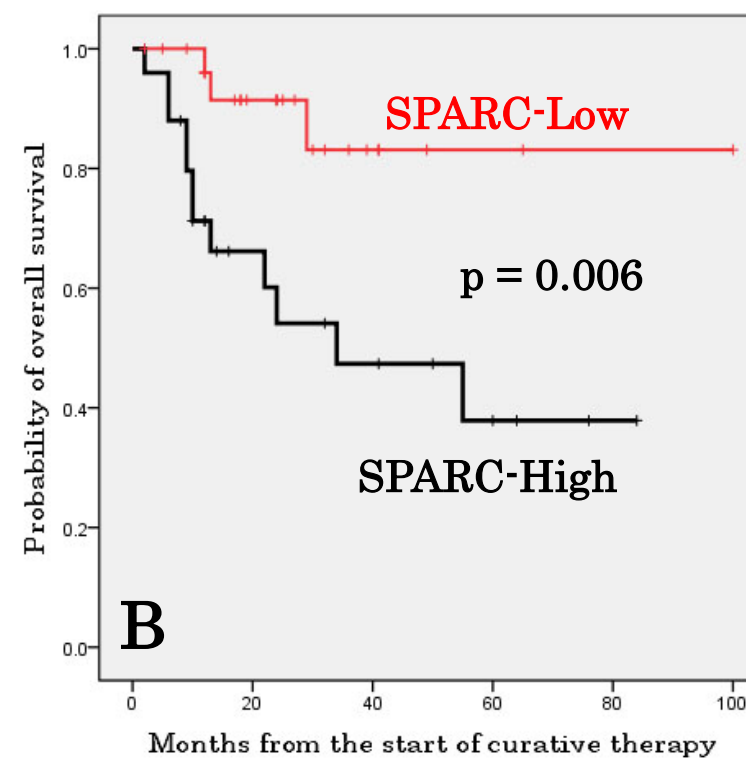 1.0
0.8
0.6
0.4
0.2
0.0
Probability of overall survival
SPARC-Low
p = 0.006
SPARC-High
B
0 20 40 60 80 100
Months from the start of curative therapy